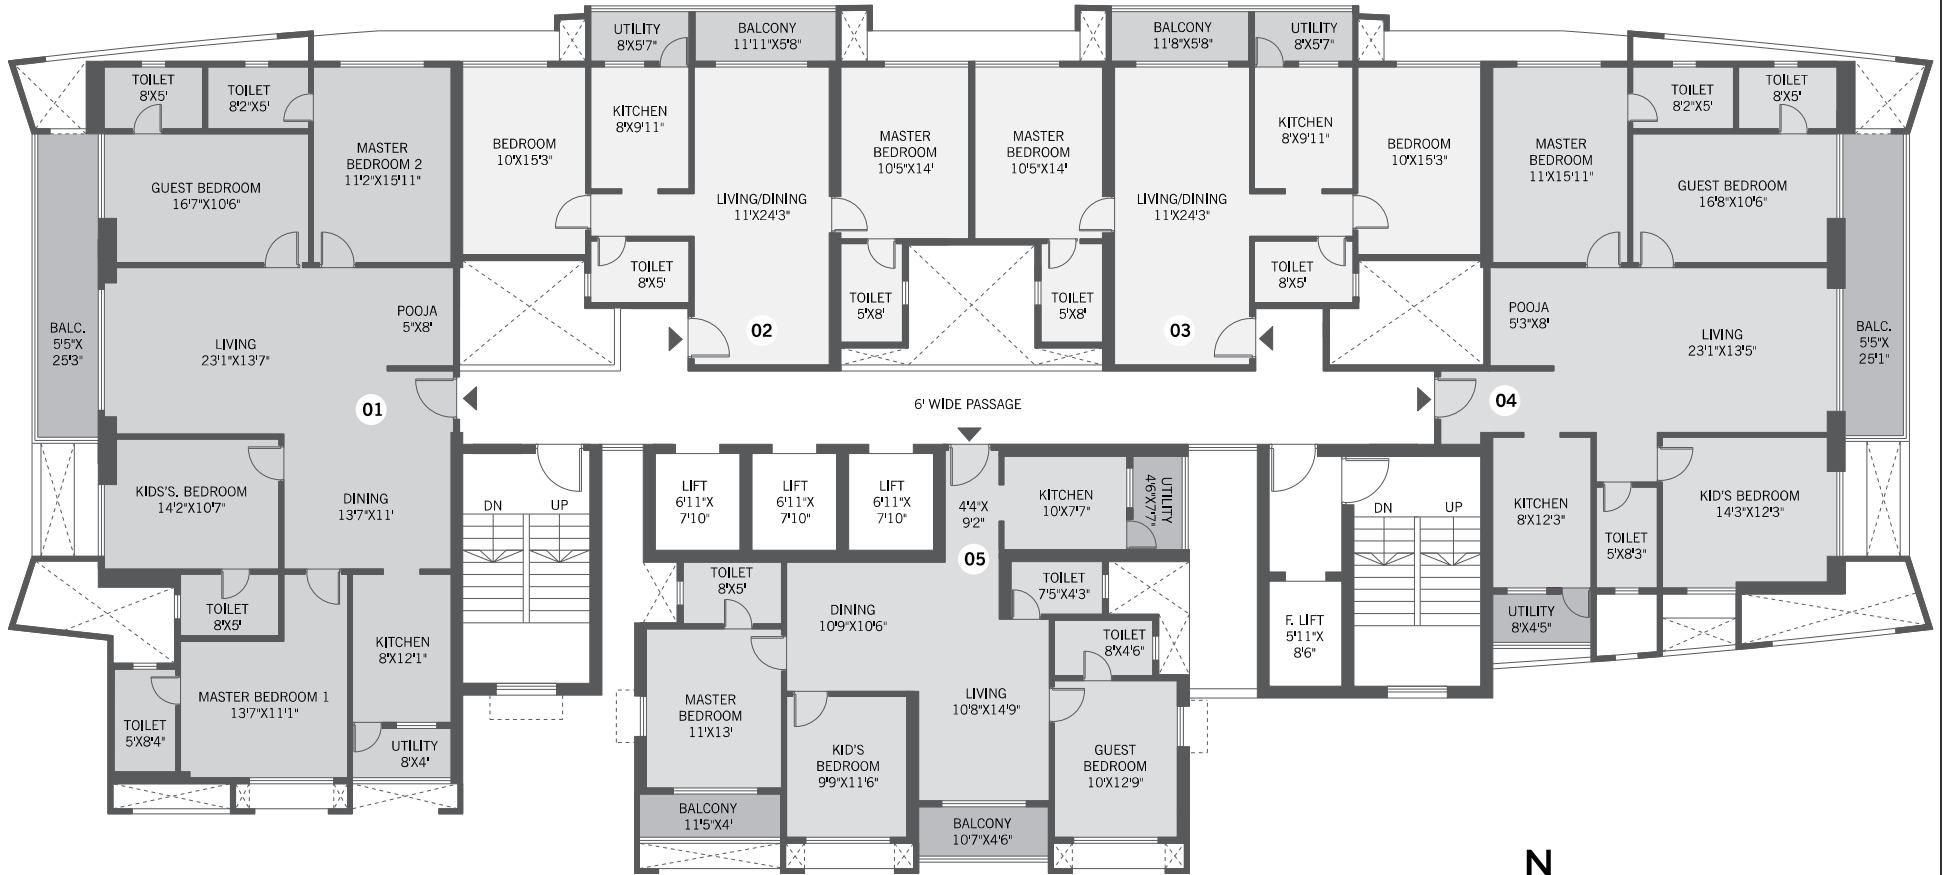 UTILITY
8'X5'7"
BALCONY
11'11"X5'8"
BALCONY
11'8"X5'8"
UTILITY
8'X5'7"
TOILET
8'X5'
TOILET
8'2"X5'
MASTER
BEDROOM 2
11'2"X15'11"
GUEST BEDROOM
16'7"X10'6"
BEDROOM
10'X15'3"
KITCHEN
8'X9'11"
LIVING/DINING
11'X24'3"
MASTER
BEDROOM
10'5"X14'
MASTER
BEDROOM
10'5"X14'
LIVING/DINING
11'X24'3"
KITCHEN
8'X9'11"
BEDROOM
10'X15'3"
MASTER
BEDROOM
11'X15'11"
TOILET
8'2"X5'
TOILET
8'X5'
GUEST BEDROOM
16'8"X10'6"
TOILET
8'X5'
TOILET
5'X8'
TOILET
5'X8'
TOILET
8'X5'
BALC.
5'5"X
25'3"
LIVING
23'1"X13'7"
POOJA
5"X8'
02
03
POOJA
5'3"X8'
LIVING
23'1"X13'5"
BALC.
5'5"X
25'1"
01
6' WIDE PASSAGE
04
KIDS'S. BEDROOM
14'2"X10'7"
DINING
13'7"X11'
DN
UP
LIFT
6'11"X
7'10"
LIFT
6'11"X
7'10"
LIFT
6'11"X
7'10"
4'4"X
9'2"
KITCHEN
10'X7'7"
UTILITY
4'6"X7'7"
DN
UP
KITCHEN
8'X12'3"
KID'S BEDROOM
14'3"X12'3"
TOILET
5'X8'3"
05
TOILET
8'X5'
KITCHEN
8'X12'1"
MASTER BEDROOM 1
13'7"X11'1"
TOILET
5'X8'4"
UTILITY
8'X4'
TOILET
8'X5'
DINING
10'9"X10'6"
TOILET
7'5"X4'3"
TOILET
8'X4'6"
F. LIFT
5'11"X
8'6"
UTILITY
8'X4'5"
MASTER
BEDROOM
11'X13'
LIVING
10'8"X14'9"
KID'S
BEDROOM
9'9"X11'6"
GUEST
BEDROOM
10'X12'9"
BALCONY
11'5"X4'
BALCONY
10'7"X4'6"
N